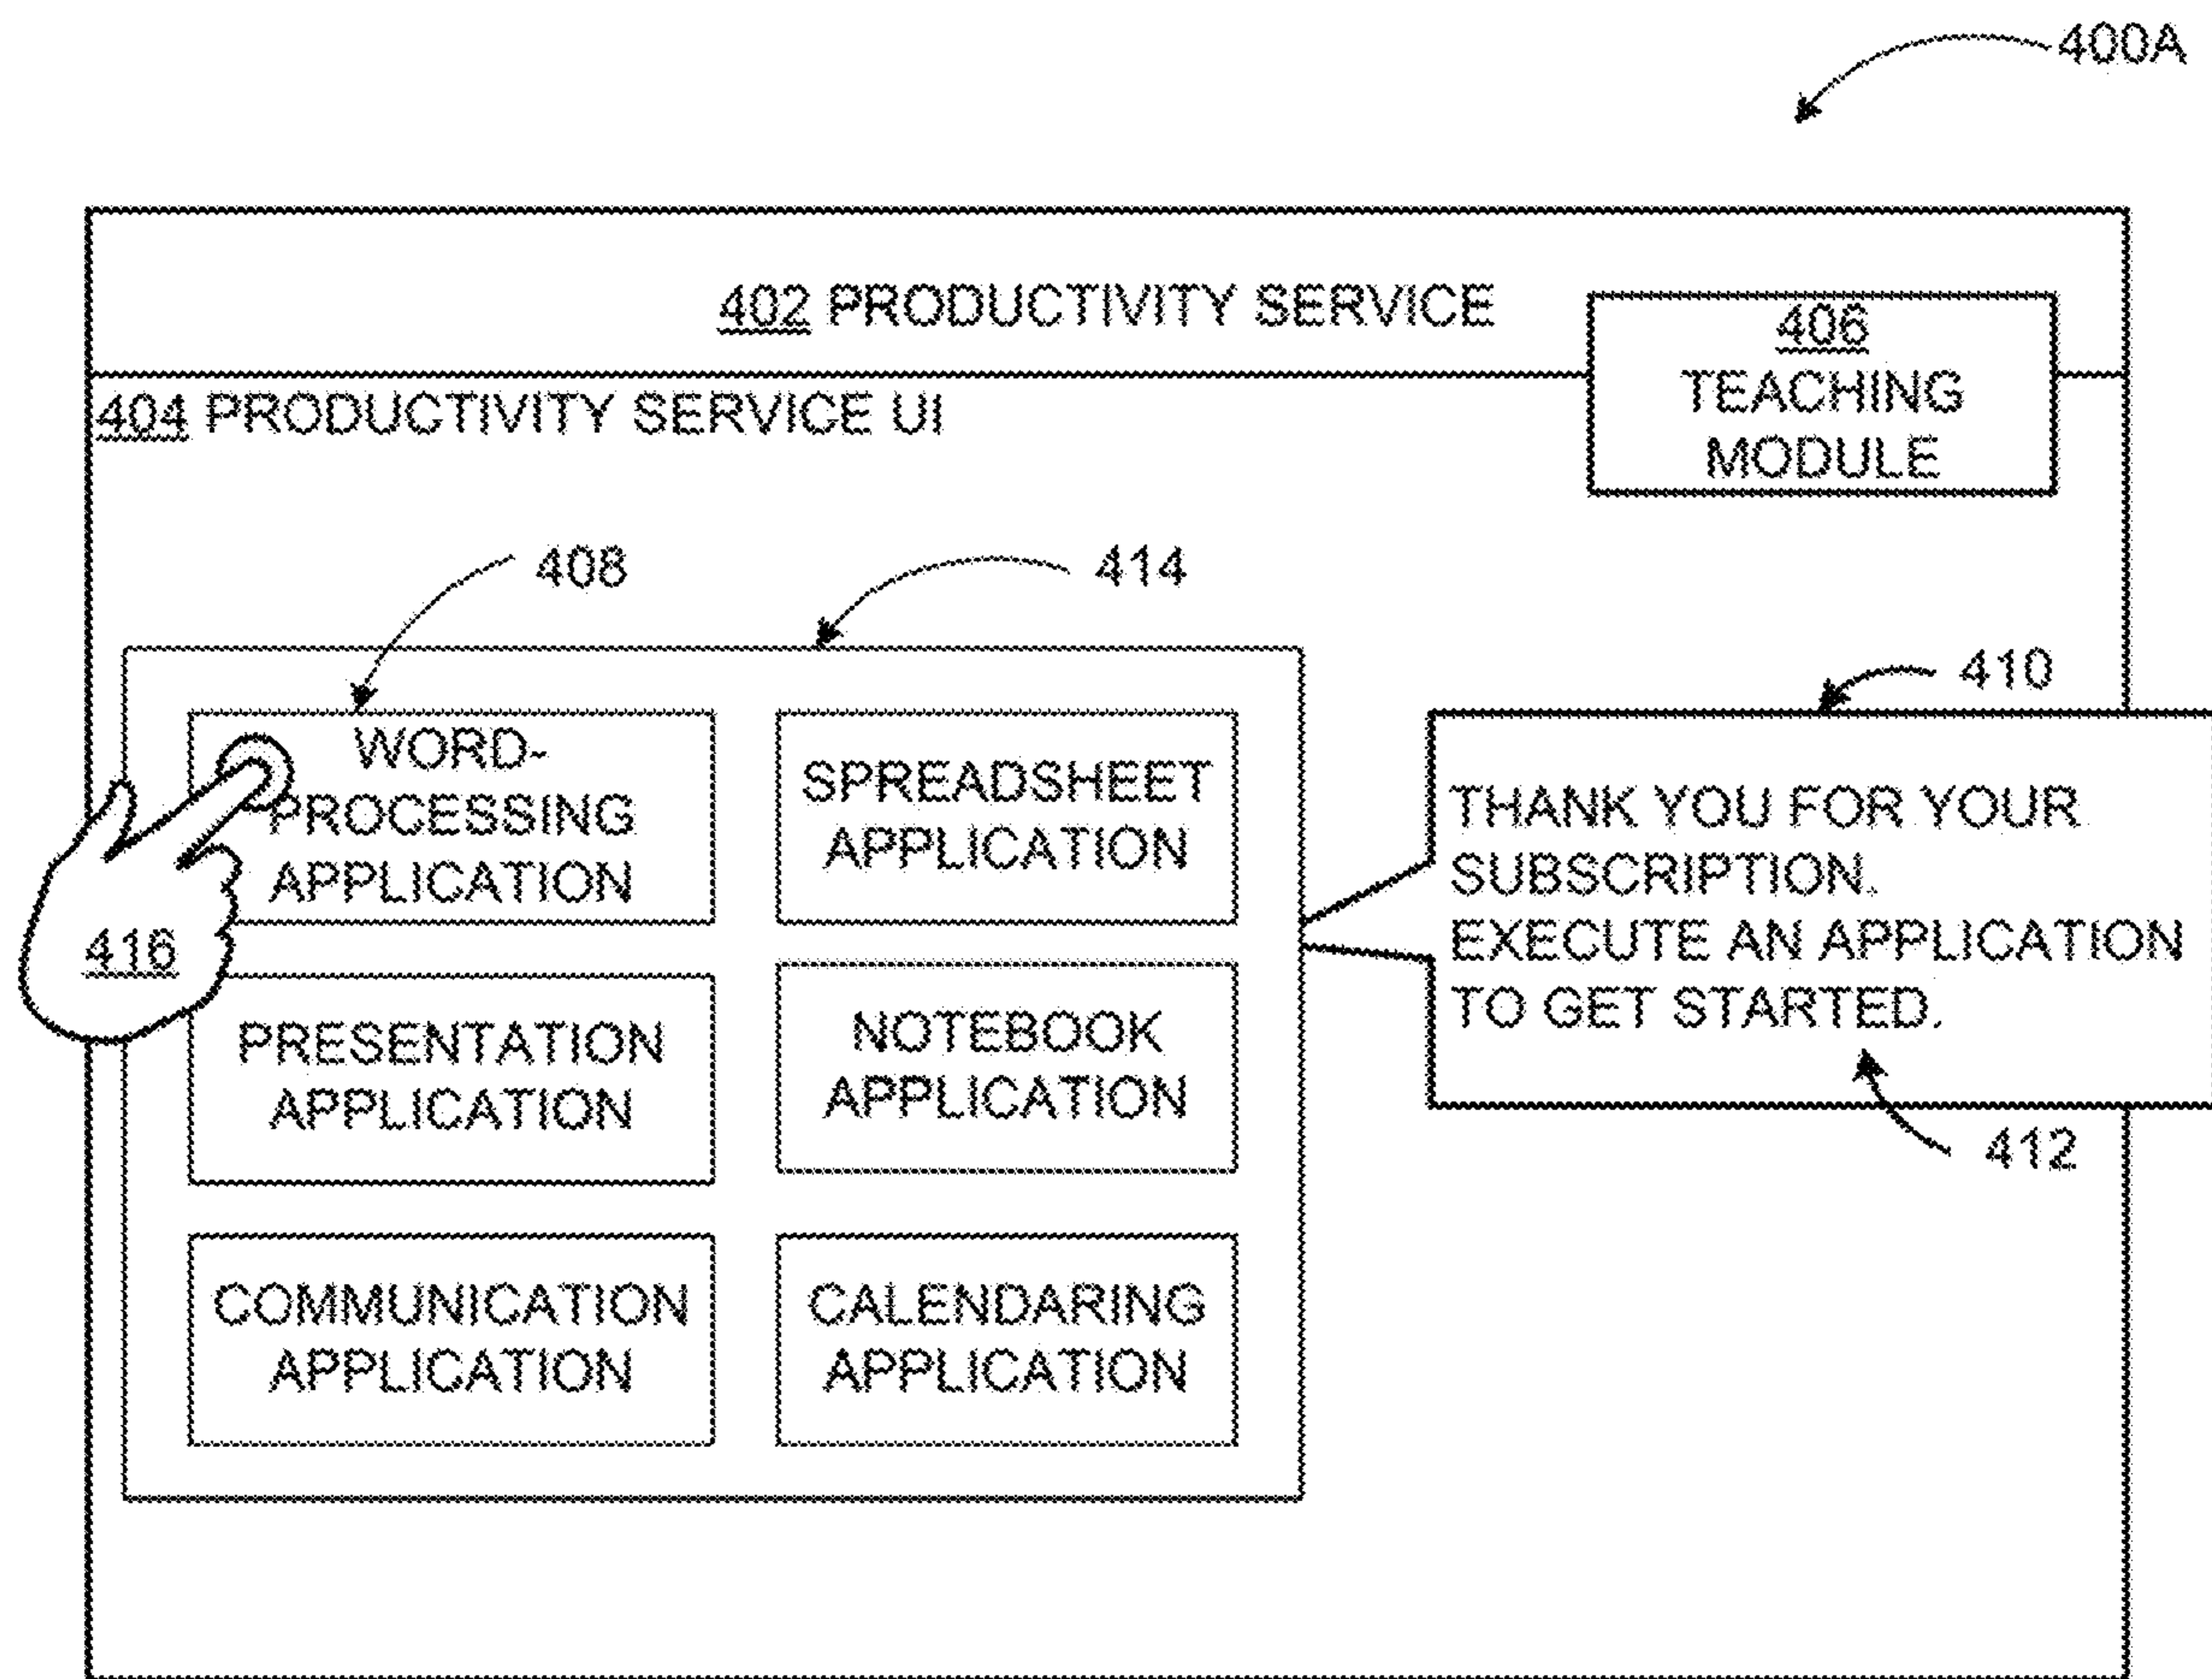 400A
402 PRODUCTIVITY SERVICE
406
TEACHING
MODULE
404 PRODUCTIVITY SERVICE UI
408
414
410
WORD-
PROCESSING
APPLICATION
SPREADSHEET
APPLICATION
THANK YOU FOR YOUR
SUBSCRIPTION.
EXECUTE AN APPLICATION
TO GET STARTED.
416
PRESENTATION
APPLICATION
NOTEBOOK
APPLICATION
412
COMMUNICATION
APPLICATION
CALENDARING
APPLICATION